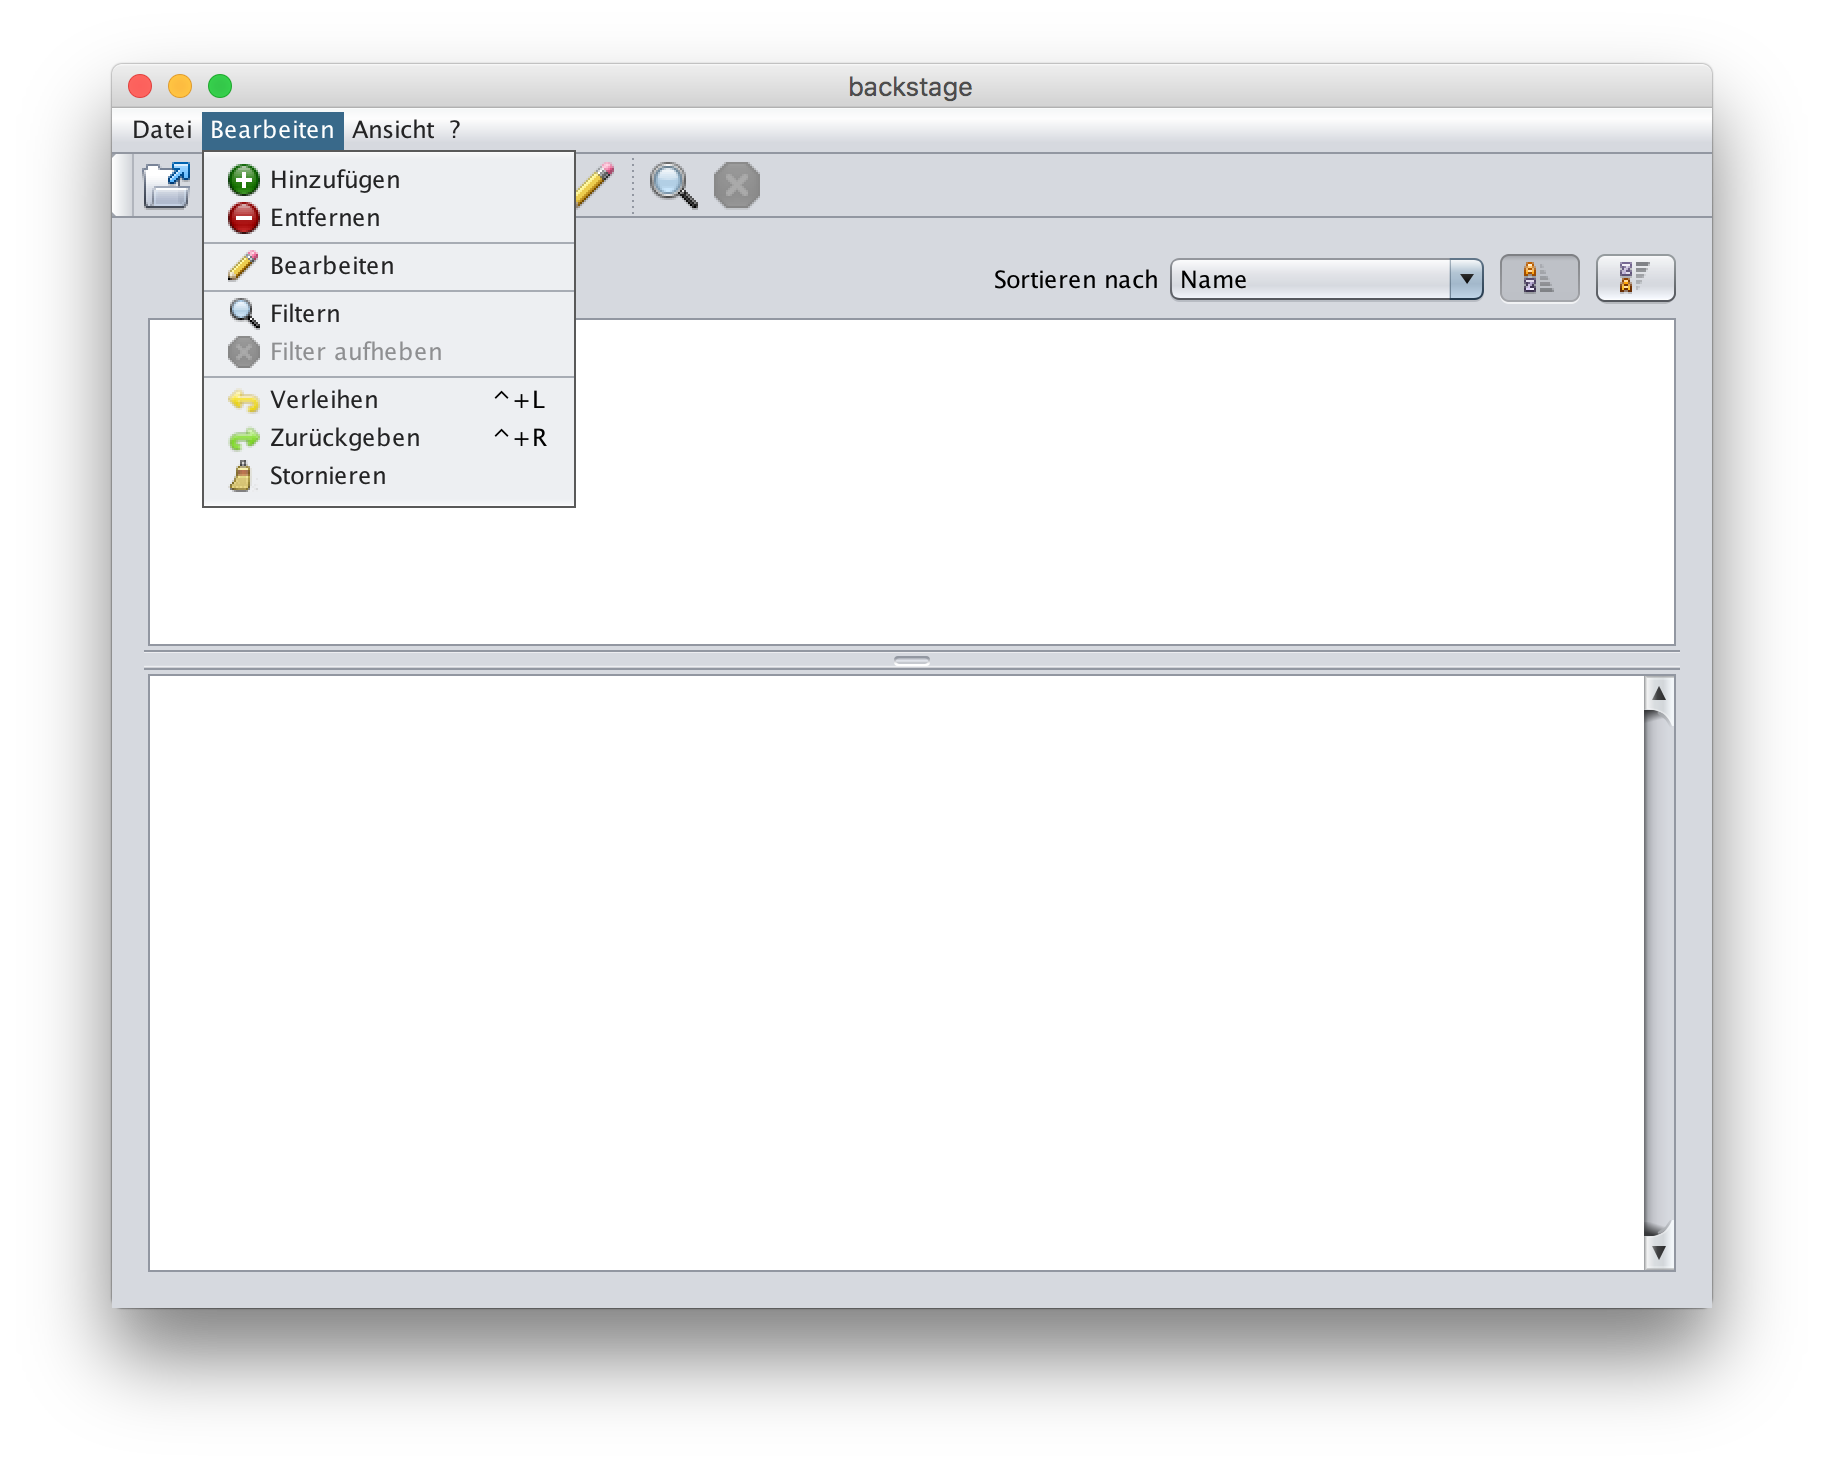 backstage
Datei Bearbeiten Ansicht ?
Hinzufügen
Entfernen
Bearbeiten
Filtern
Filter aufheben
Verleihen ^+L
Zurückgeben ^+R
Stornieren
Sortieren nach Name